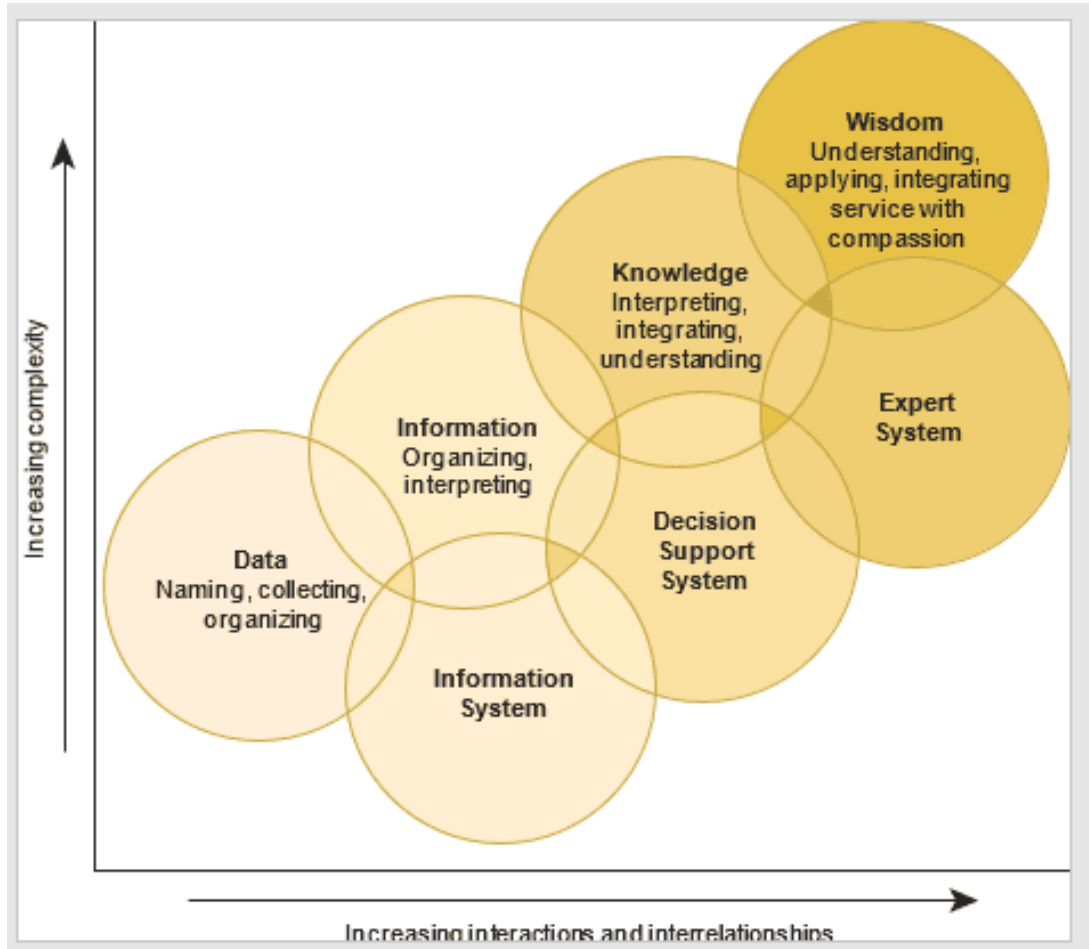 Wisdom
Understanding,
applying, integrating
service with
compassion
Knowledge
Interpreting,
integrating,
understanding
Expert
System
Information
Organizing,
interpreting
Decision
Support
System
Data
Naming, collecting,
organizing
Information
System
Increasing complexity
Increasing interactions and interrelationships